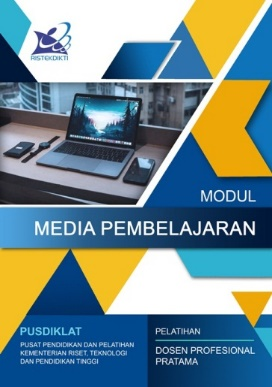 RISTEKDIKTI
MODUL
MEDIA PEMBELAJARAN
PUSDIKLAT
PUSAT PENDIDIKAN DAN PELATIHAN
KEMENTERIAN RISET, TEKNOLOGI
DAN PENDIDIKAN TINGGI
PELATIHAN
DOSEN PROFESIONAL
PRATAMA